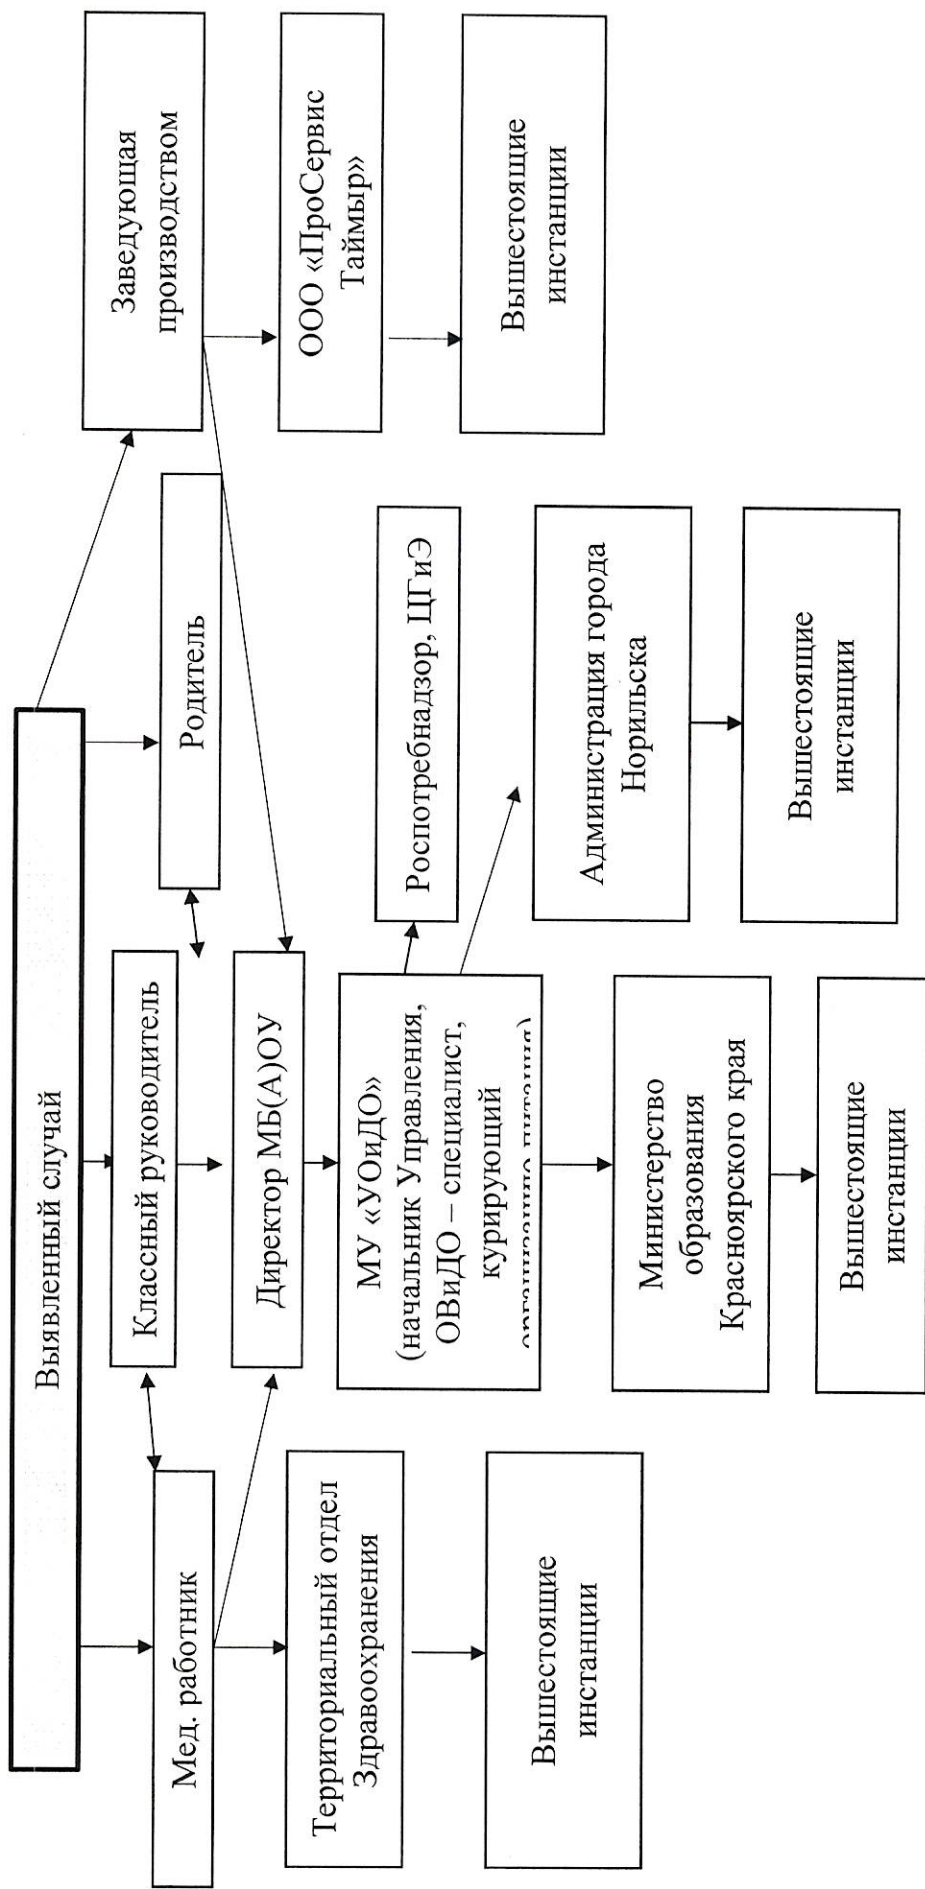 Выявленный случай
Мед. работник
Классный руководитель
Родитель
Заведующая
производством
Территориальный отдел
Здравоохранения
Директор МБ(А)ОУ
ООО «ПроСервис
Таймыр»
МУ «УОиДО»
(начальник Управления,
ОВиДО – специалист,
курирующий
организацию питания)
Роспотребнадзор, ЦГиЭ
Вышестоящие
инстанции
Вышестоящие
инстанции
Администрация города
Норильска
Министерство
образования
Красноярского края
Вышестоящие
инстанции
Вышестоящие
инстанции